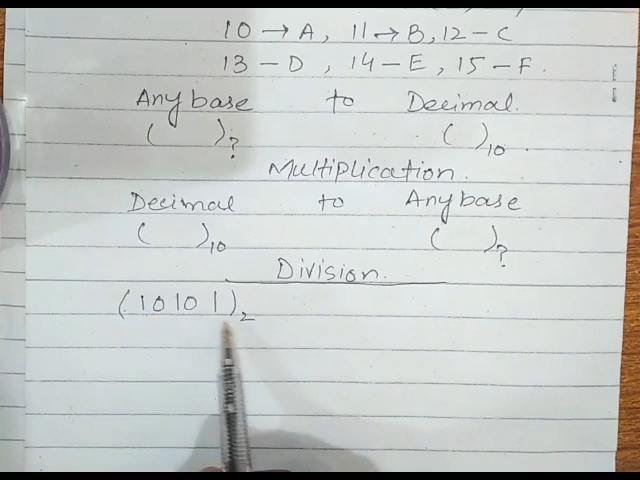 10 → A, 11 → B, 12 - C
13 - D, 14 - E, 15 - F.
Any base to Decimal.
( )? ( )10
Multiplication.
Decimal to Any base
( )10 ( )?
Division.
(10101)2